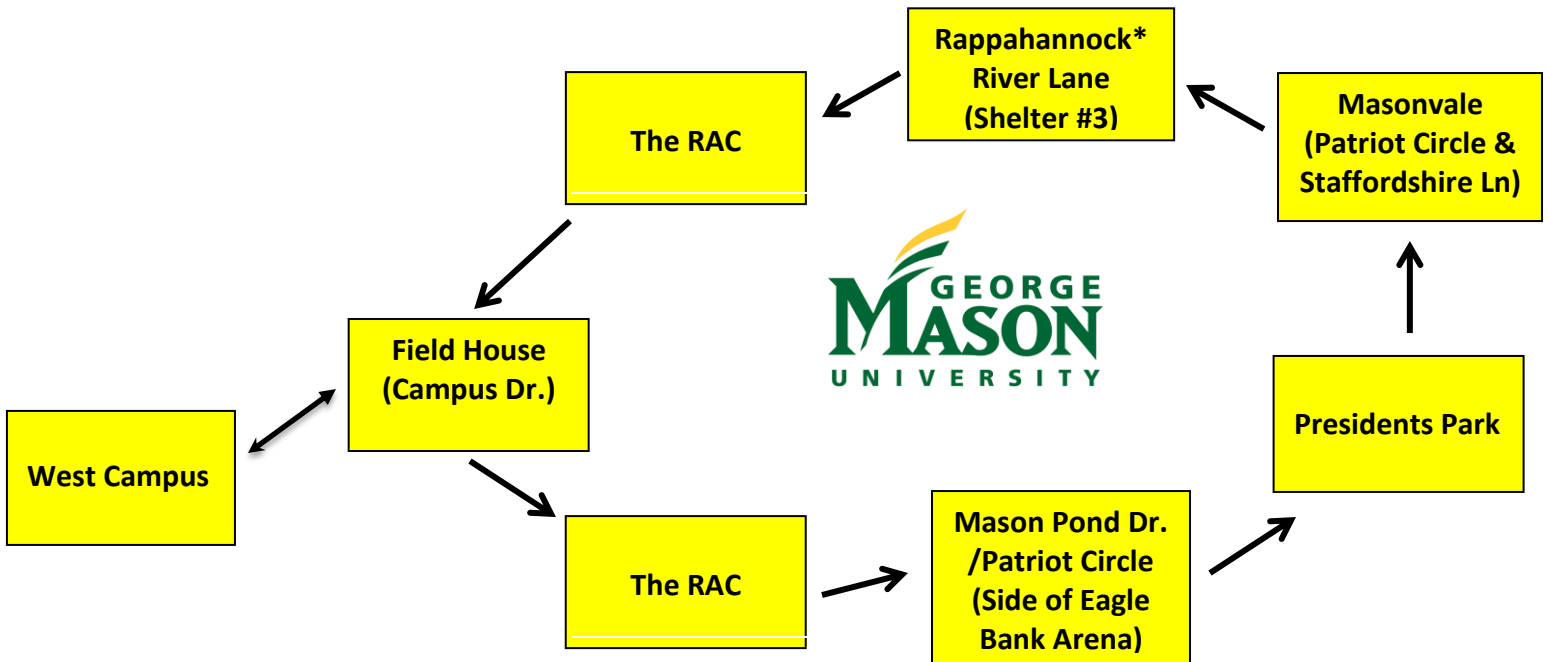 Rappahannock*
River Lane
(Shelter #3)
The RAC
Masonvale
(Patriot Circle &
Staffordshire Ln)
GEORGE
MASON
UNIVERSITY
Field House
(Campus Dr.)
Presidents Park
West Campus
The RAC
Mason Pond Dr.
/Patriot Circle
(Side of Eagle
Bank Arena)